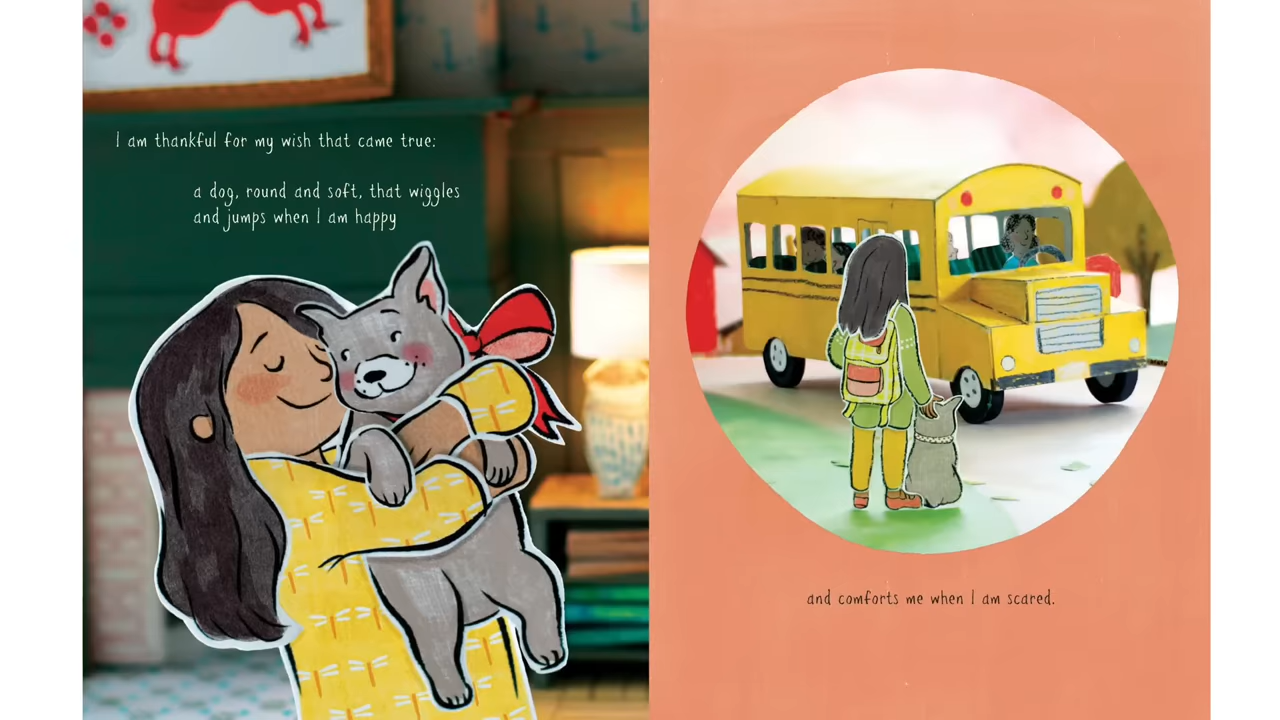 I am thankful for my wish that came true:
a dog, round and soft, that wiggles
and jumps when I am happy
and comforts me when I am scared.